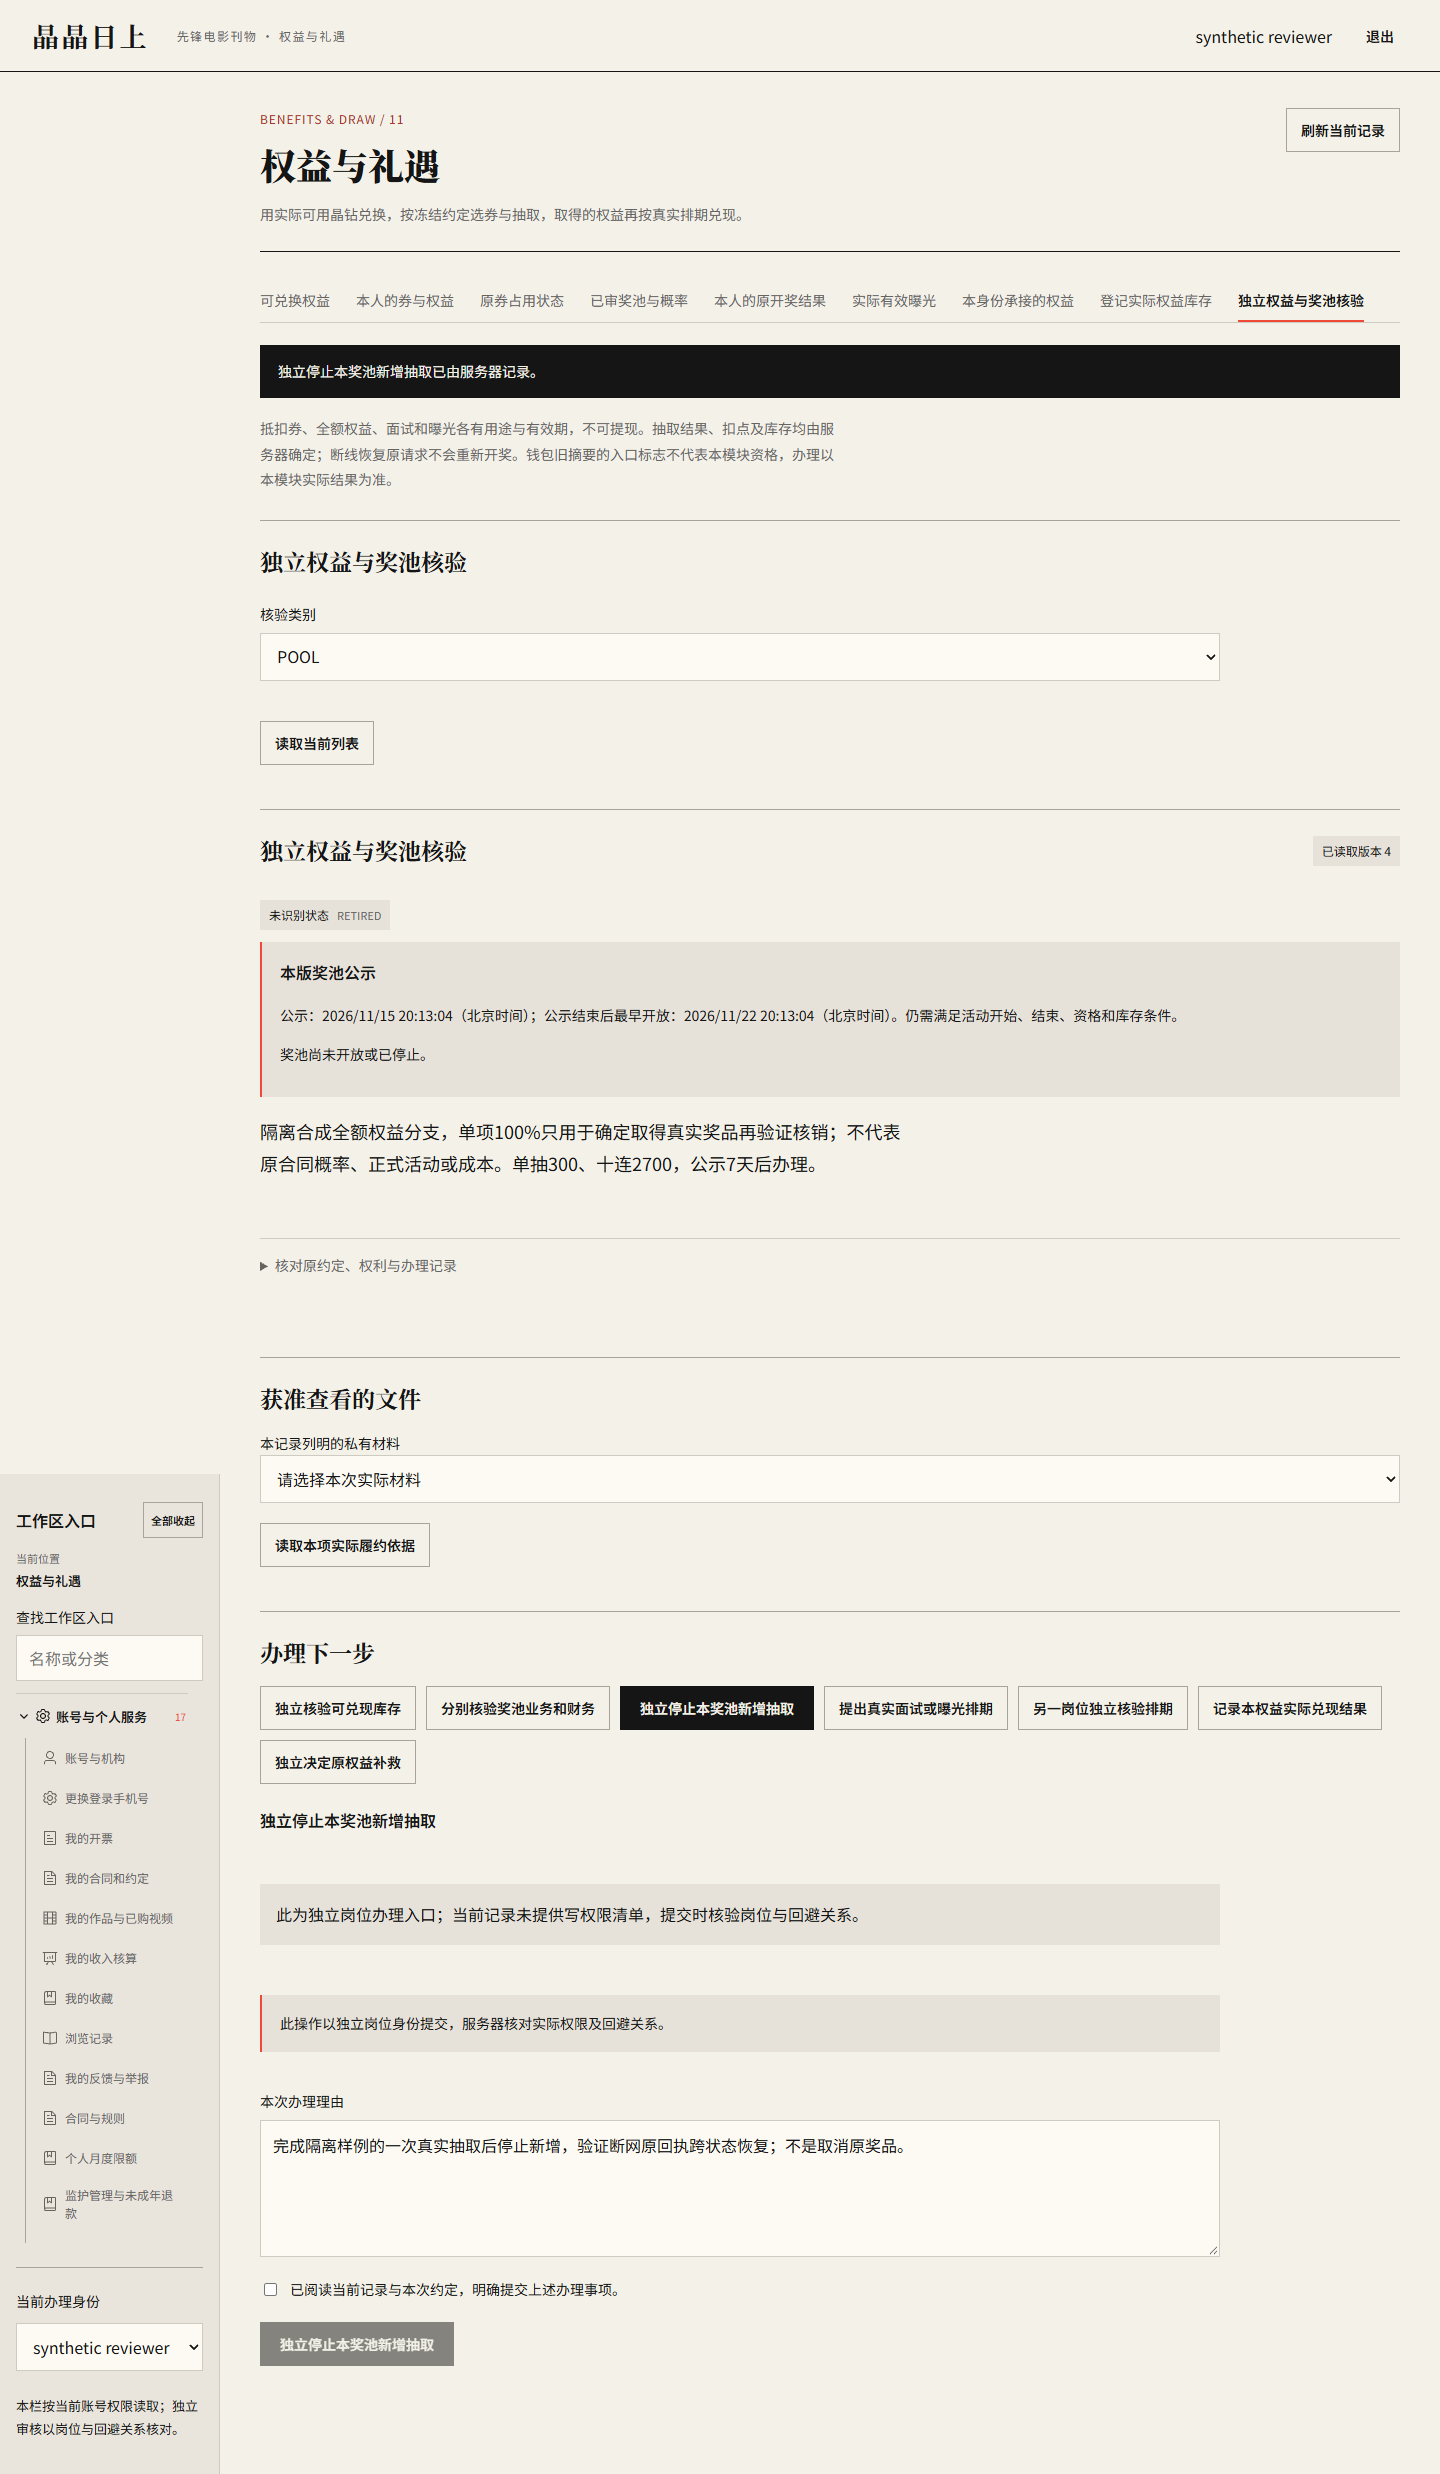 晶晶日上
先锋电影刊物 · 权益与礼遇
synthetic reviewer
退出
BENEFITS & DRAW / 11
刷新当前记录
权益与礼遇
用实际可用晶钻兑换，按冻结约定选券与抽取，取得的权益再按真实排期兑现。
可兑换权益
本人的券与权益
原券占用状态
已审奖池与概率
本人的原开奖结果
实际有效曝光
本身份承接的权益
登记实际权益库存
独立权益与奖池核验
独立停止本奖池新增抽取已由服务器记录。
抵扣券、全额权益、面试和曝光各有用途与有效期，不可提现。抽取结果、扣点及库存均由服
务器确定；断线恢复原请求不会重新开奖。钱包旧摘要的入口标志不代表本模块资格，办理以
本模块实际结果为准。
独立权益与奖池核验
核验类别
POOL
读取当前列表
独立权益与奖池核验
已读取版本 4
未识别状态 RETIRED
本版奖池公示
公示：2026/11/15 20:13:04（北京时间）；公示结束后最早开放：2026/11/22 20:13:04（北京时间）。仍需满足活动开始、结束、资格和库存条件。
奖池尚未开放或已停止。
隔离合成全额权益分支，单项100%只用于确定取得真实奖品再验证核销；不代表
原合同概率、正式活动或成本。单抽300、十连2700，公示7天后办理。
核对原约定、权利与办理记录
获准查看的文件
本记录列明的私有材料
请选择本次实际材料
读取本项实际履约依据
办理下一步
独立核验可兑现库存
分别核验奖池业务和财务
独立停止本奖池新增抽取
提出真实面试或曝光排期
另一岗位独立核验排期
记录本权益实际兑现结果
独立决定原权益补救
独立停止本奖池新增抽取
此为独立岗位办理入口；当前记录未提供写权限清单，提交时核验岗位与回避关系。
此操作以独立岗位身份提交，服务器核对实际权限及回避关系。
本次办理理由
完成隔离样例的一次真实抽取后停止新增，验证断网原回执跨状态恢复；不是取消原奖品。
已阅读当前记录与本次约定，明确提交上述办理事项。
独立停止本奖池新增抽取
工作区入口
全部收起
当前位置
权益与礼遇
查找工作区入口
名称或分类
账号与个人服务 17
账号与机构
更换登录手机号
我的开票
我的合同和约定
我的作品与已购视频
我的收入核算
我的收藏
浏览记录
我的反馈与举报
合同与规则
个人月度限额
监护管理与未成年退
款
当前办理身份
synthetic reviewer
本栏按当前账号权限读取；独立
审核以岗位与回避关系核对。